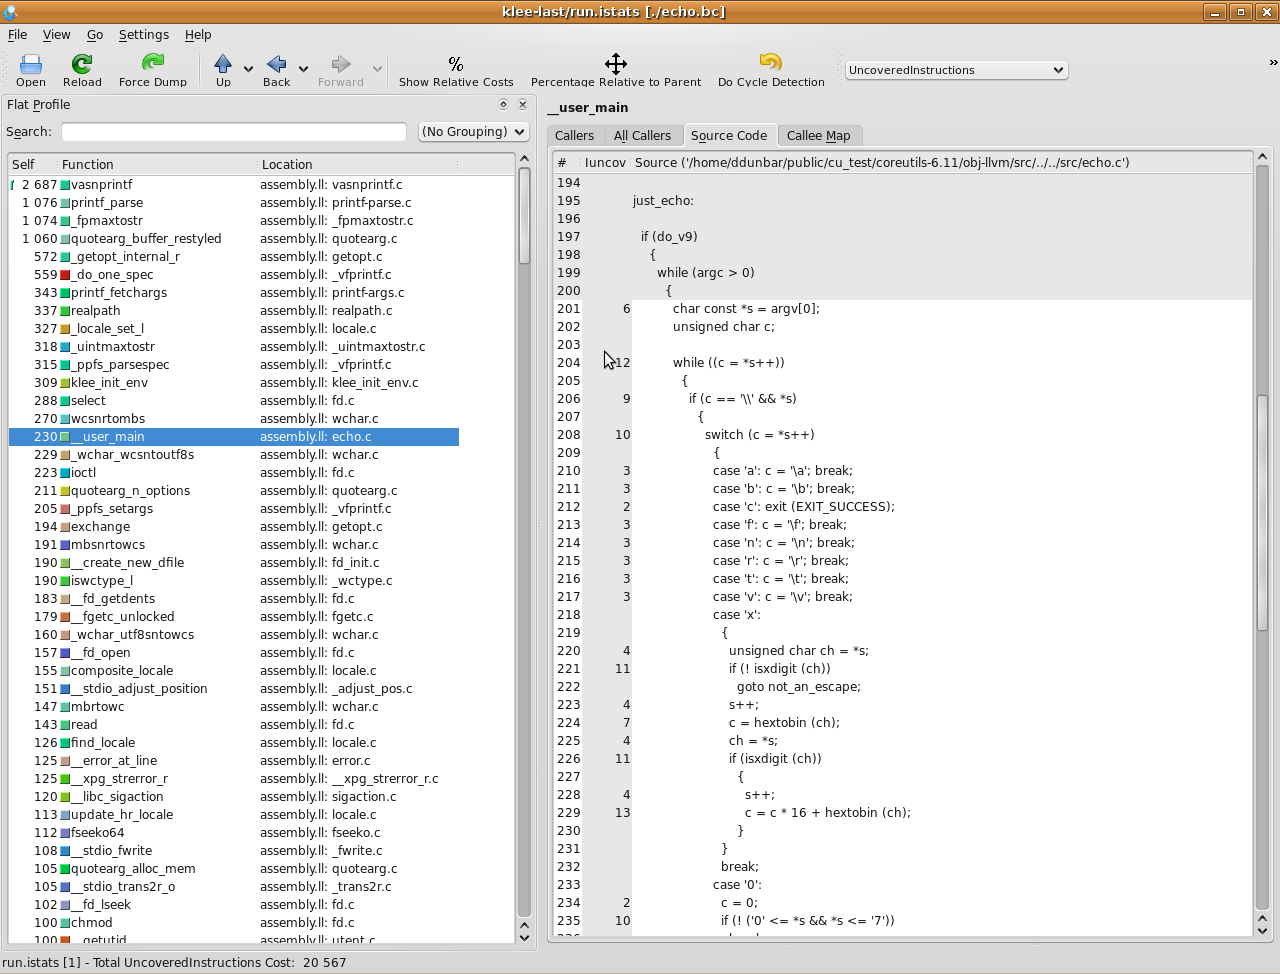 klee-last/run.istats [./echo.bc]
File View Go Settings Help
Open Reload Force Dump Up Back Forward Show Relative Costs % Percentage Relative to Parent Do Cycle Detection UncoveredInstructions »
Flat Profile
Search: (No Grouping)
Self Function Location
2 687 vasnprintf assembly.ll: vasnprintf.c
1 076 printf_parse assembly.ll: printf-parse.c
1 074 _fpmaxtostr assembly.ll: _fpmaxtostr.c
1 060 quotearg_buffer_restyled assembly.ll: quotearg.c
572 _getopt_internal_r assembly.ll: getopt.c
559 _do_one_spec assembly.ll: _vfprintf.c
343 printf_fetchargs assembly.ll: printf-args.c
337 realpath assembly.ll: realpath.c
327 _locale_set_l assembly.ll: locale.c
318 _uintmaxtostr assembly.ll: _uintmaxtostr.c
315 _ppfs_parsespec assembly.ll: _vfprintf.c
309 klee_init_env assembly.ll: klee_init_env.c
288 select assembly.ll: fd.c
270 wcsnrtombs assembly.ll: wchar.c
230 __user_main assembly.ll: echo.c
229 _wchar_wcsntoutf8s assembly.ll: wchar.c
223 ioctl assembly.ll: fd.c
211 quotearg_n_options assembly.ll: quotearg.c
205 _ppfs_setargs assembly.ll: _vfprintf.c
194 exchange assembly.ll: getopt.c
191 mbsnrtowcs assembly.ll: wchar.c
190 __create_new_dfile assembly.ll: fd_init.c
190 iswctype_l assembly.ll: _wctype.c
183 __fd_getdents assembly.ll: fd.c
179 __fgetc_unlocked assembly.ll: fgetc.c
160 _wchar_utf8sntowcs assembly.ll: wchar.c
157 __fd_open assembly.ll: fd.c
155 composite_locale assembly.ll: locale.c
151 __stdio_adjust_position assembly.ll: _adjust_pos.c
147 mbrtowc assembly.ll: wchar.c
143 read assembly.ll: fd.c
126 find_locale assembly.ll: locale.c
125 __error_at_line assembly.ll: error.c
125 __xpg_strerror_r assembly.ll: __xpg_strerror_r.c
120 __libc_sigaction assembly.ll: sigaction.c
113 update_hr_locale assembly.ll: locale.c
112 fseeko64 assembly.ll: fseeko.c
108 __stdio_fwrite assembly.ll: _fwrite.c
105 quotearg_alloc_mem assembly.ll: quotearg.c
105 __stdio_trans2r_o assembly.ll: _trans2r.c
102 __fd_lseek assembly.ll: fd.c
100 chmod assembly.ll: fd.c
100 __getutid assembly.ll: utent.c
__user_main
Callers All Callers Source Code Callee Map
# Iuncov Source ('/home/ddunbar/public/cu_test/coreutils-6.11/obj-llvm/src/../../src/echo.c')
194
195 just_echo:
196
197 if (do_v9)
198 {
199 while (argc > 0)
200 {
201 6 char const *s = argv[0];
202 unsigned char c;
203
204 12 while ((c = *s++))
205 {
206 9 if (c == '\\' && *s)
207 {
208 10 switch (c = *s++)
209 {
210 3 case 'a': c = '\a'; break;
211 3 case 'b': c = '\b'; break;
212 2 case 'c': exit (EXIT_SUCCESS);
213 3 case 'f': c = '\f'; break;
214 3 case 'n': c = '\n'; break;
215 3 case 'r': c = '\r'; break;
216 3 case 't': c = '\t'; break;
217 3 case 'v': c = '\v'; break;
218 case 'x':
219 {
220 4 unsigned char ch = *s;
221 11 if (! isxdigit (ch))
222 goto not_an_escape;
223 4 s++;
224 7 c = hextobin (ch);
225 4 ch = *s;
226 11 if (isxdigit (ch))
227 {
228 4 s++;
229 13 c = c * 16 + hextobin (ch);
230 }
231 }
232 break;
233 case '0':
234 2 c = 0;
235 10 if (! ('0' <= *s && *s <= '7'))
run.istats [1] - Total UncoveredInstructions Cost: 20 567